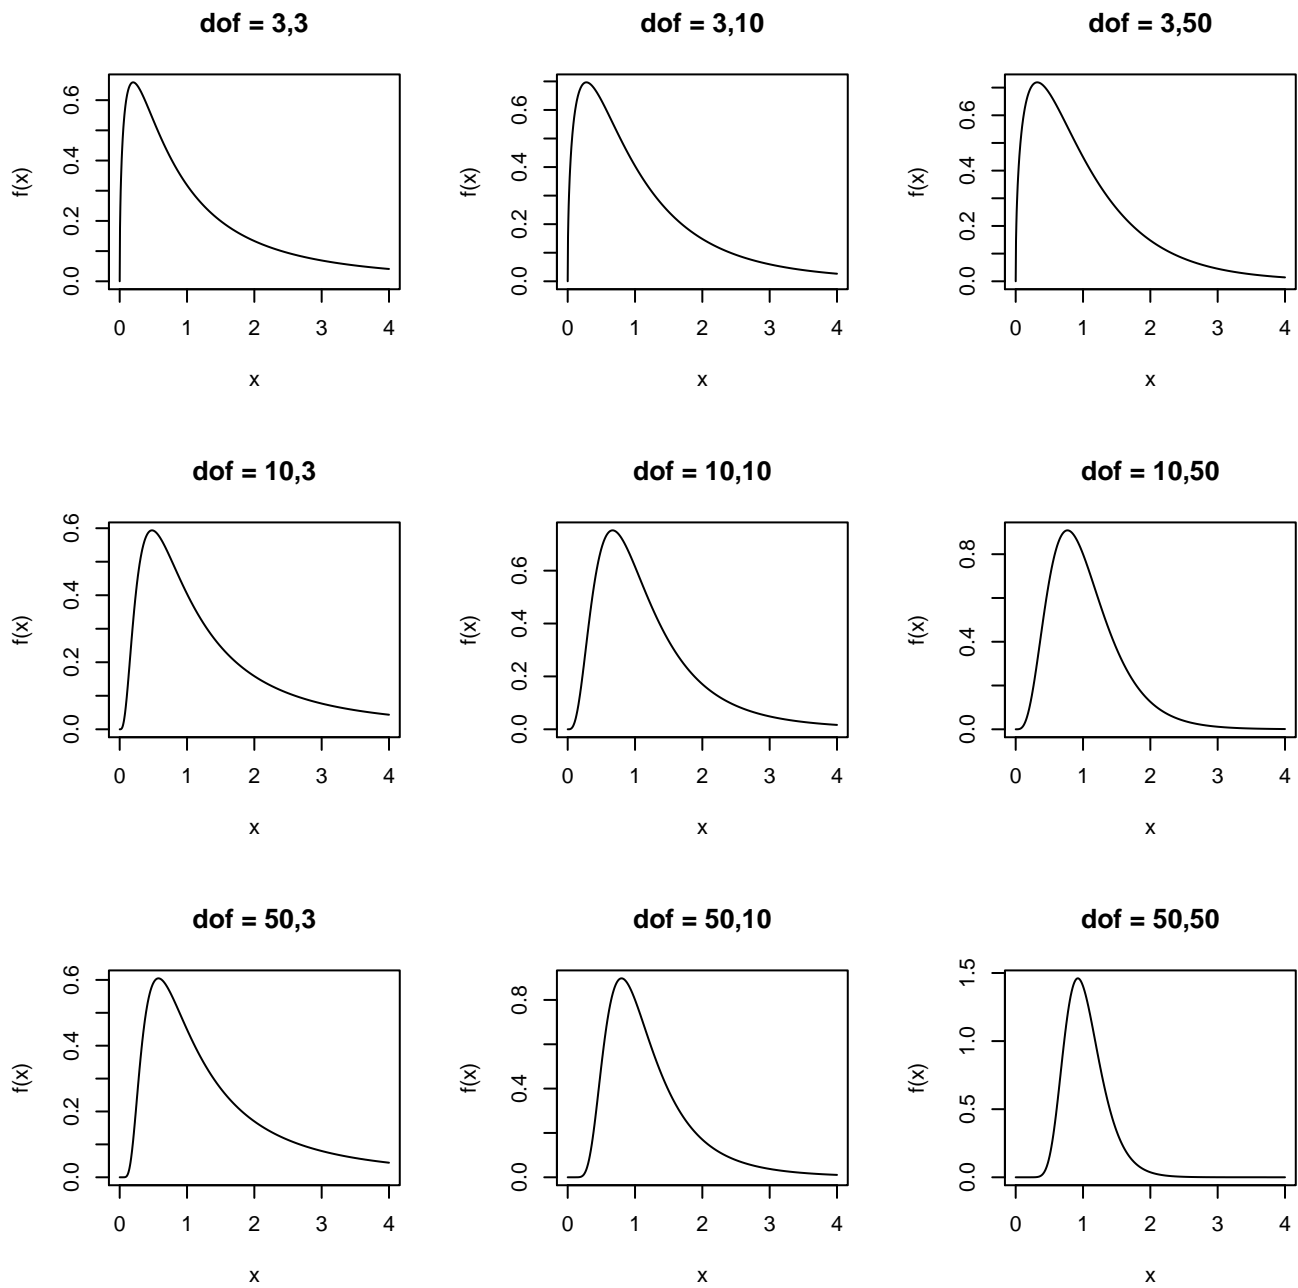 dof = 3,3
f(x)
0.0 0.2 0.4 0.6
0 1 2 3 4
x
dof = 3,10
f(x)
0.0 0.2 0.4 0.6
0 1 2 3 4
x
dof = 3,50
f(x)
0.0 0.2 0.4 0.6
0 1 2 3 4
x
dof = 10,3
f(x)
0.0 0.2 0.4 0.6
0 1 2 3 4
x
dof = 10,10
f(x)
0.0 0.2 0.4 0.6
0 1 2 3 4
x
dof = 10,50
f(x)
0.0 0.4 0.8
0 1 2 3 4
x
dof = 50,3
f(x)
0.0 0.2 0.4 0.6
0 1 2 3 4
x
dof = 50,10
f(x)
0.0 0.4 0.8
0 1 2 3 4
x
dof = 50,50
f(x)
0.0 0.5 1.0 1.5
0 1 2 3 4
x